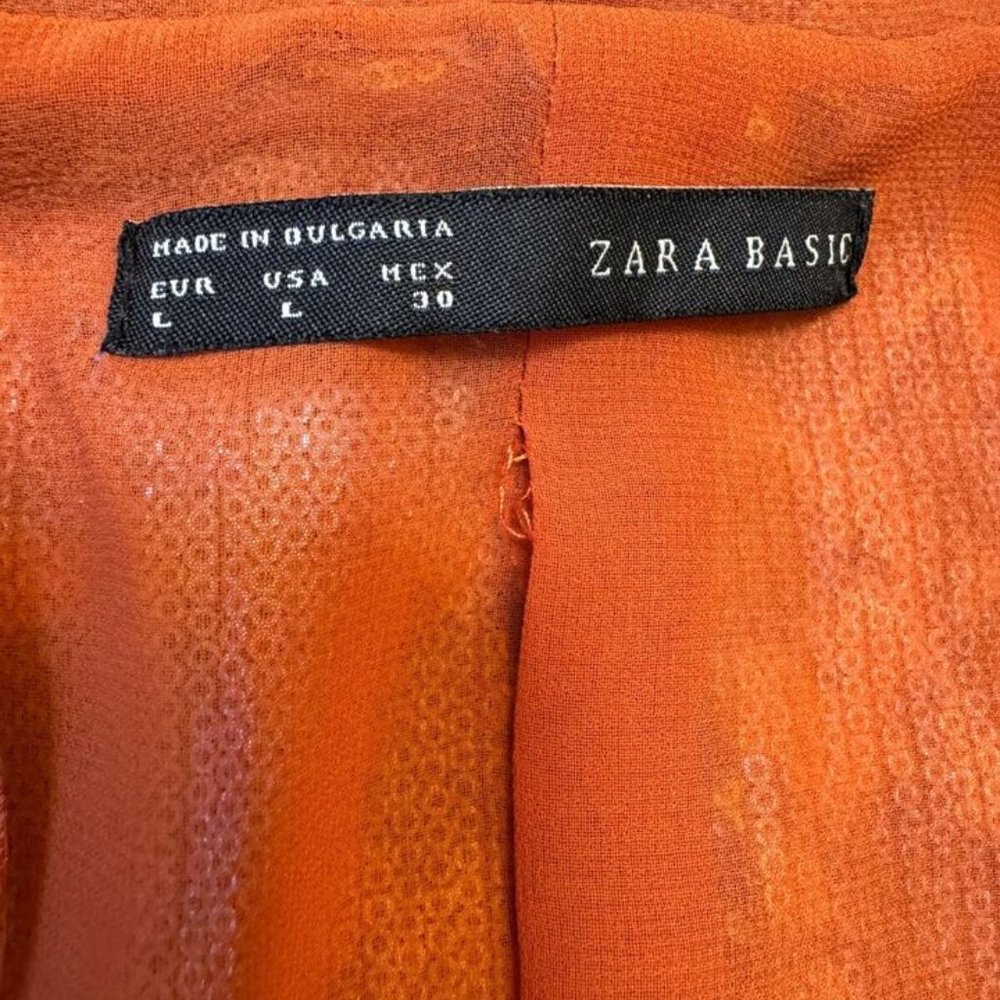 MADE IN BULGARIA
EUR USA MEX
L L 30
ZARA BASIC